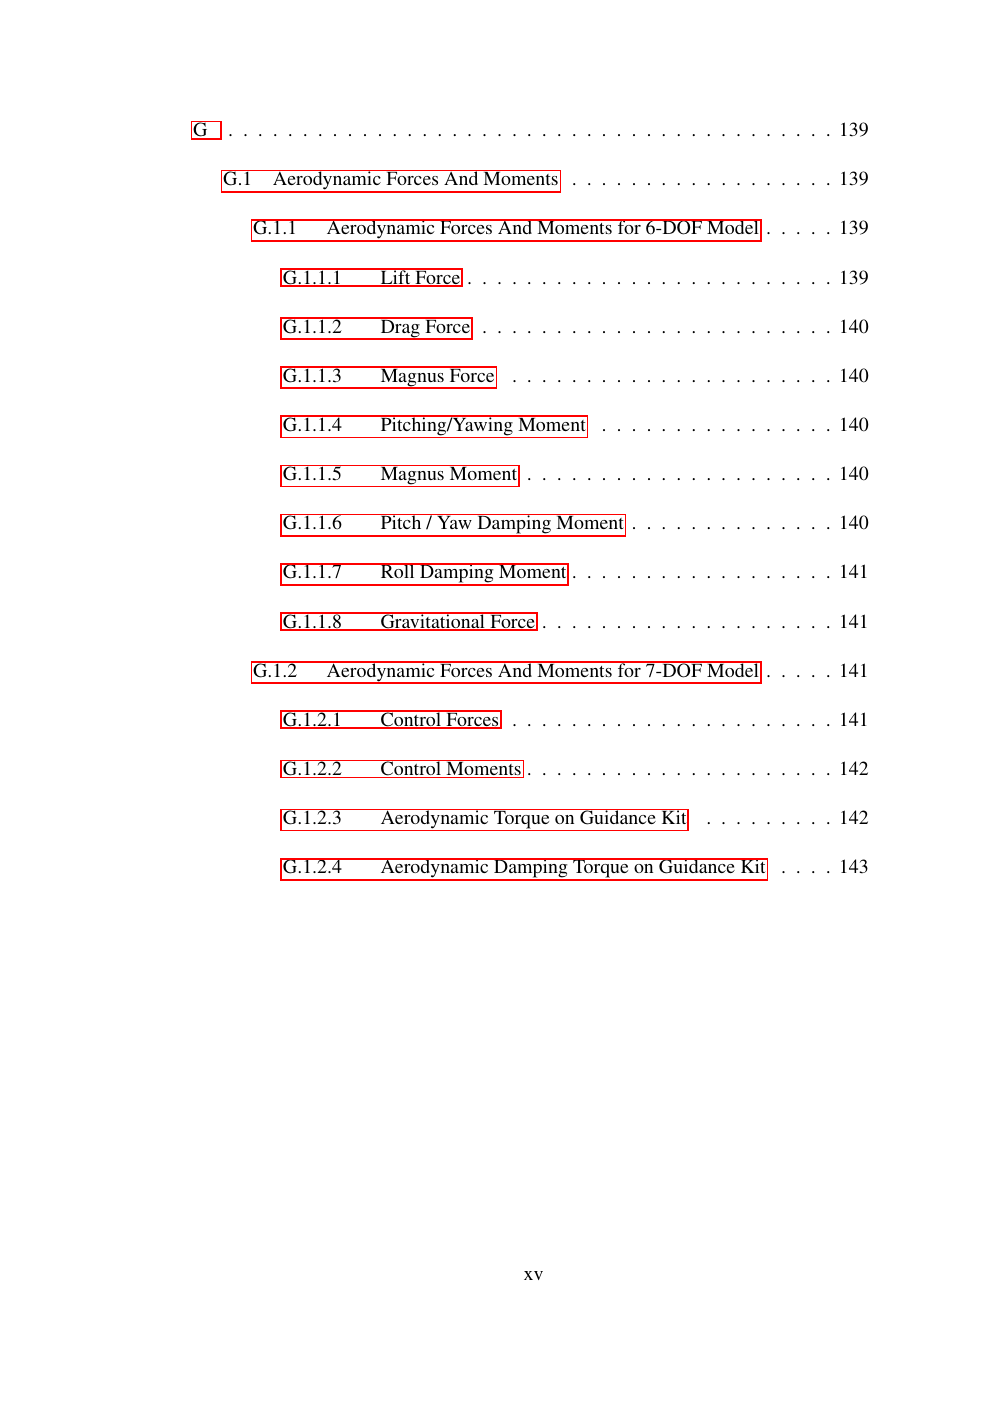 G . . . . . . . . . . . . . . . . . . . . . . . . . . . . . . . . . . . . . . . . . 139
G.1 Aerodynamic Forces And Moments . . . . . . . . . . . . . . . . . . 139
G.1.1 Aerodynamic Forces And Moments for 6-DOF Model . . . . . 139
G.1.1.1 Lift Force . . . . . . . . . . . . . . . . . . . . . . . . . 139
G.1.1.2 Drag Force . . . . . . . . . . . . . . . . . . . . . . . . 140
G.1.1.3 Magnus Force . . . . . . . . . . . . . . . . . . . . . . 140
G.1.1.4 Pitching/Yawing Moment . . . . . . . . . . . . . . . . 140
G.1.1.5 Magnus Moment . . . . . . . . . . . . . . . . . . . . . 140
G.1.1.6 Pitch / Yaw Damping Moment . . . . . . . . . . . . . . 140
G.1.1.7 Roll Damping Moment . . . . . . . . . . . . . . . . . . 141
G.1.1.8 Gravitational Force . . . . . . . . . . . . . . . . . . . . 141
G.1.2 Aerodynamic Forces And Moments for 7-DOF Model . . . . . 141
G.1.2.1 Control Forces . . . . . . . . . . . . . . . . . . . . . . 141
G.1.2.2 Control Moments . . . . . . . . . . . . . . . . . . . . . 142
G.1.2.3 Aerodynamic Torque on Guidance Kit . . . . . . . . . 142
G.1.2.4 Aerodynamic Damping Torque on Guidance Kit . . . . 143
xv